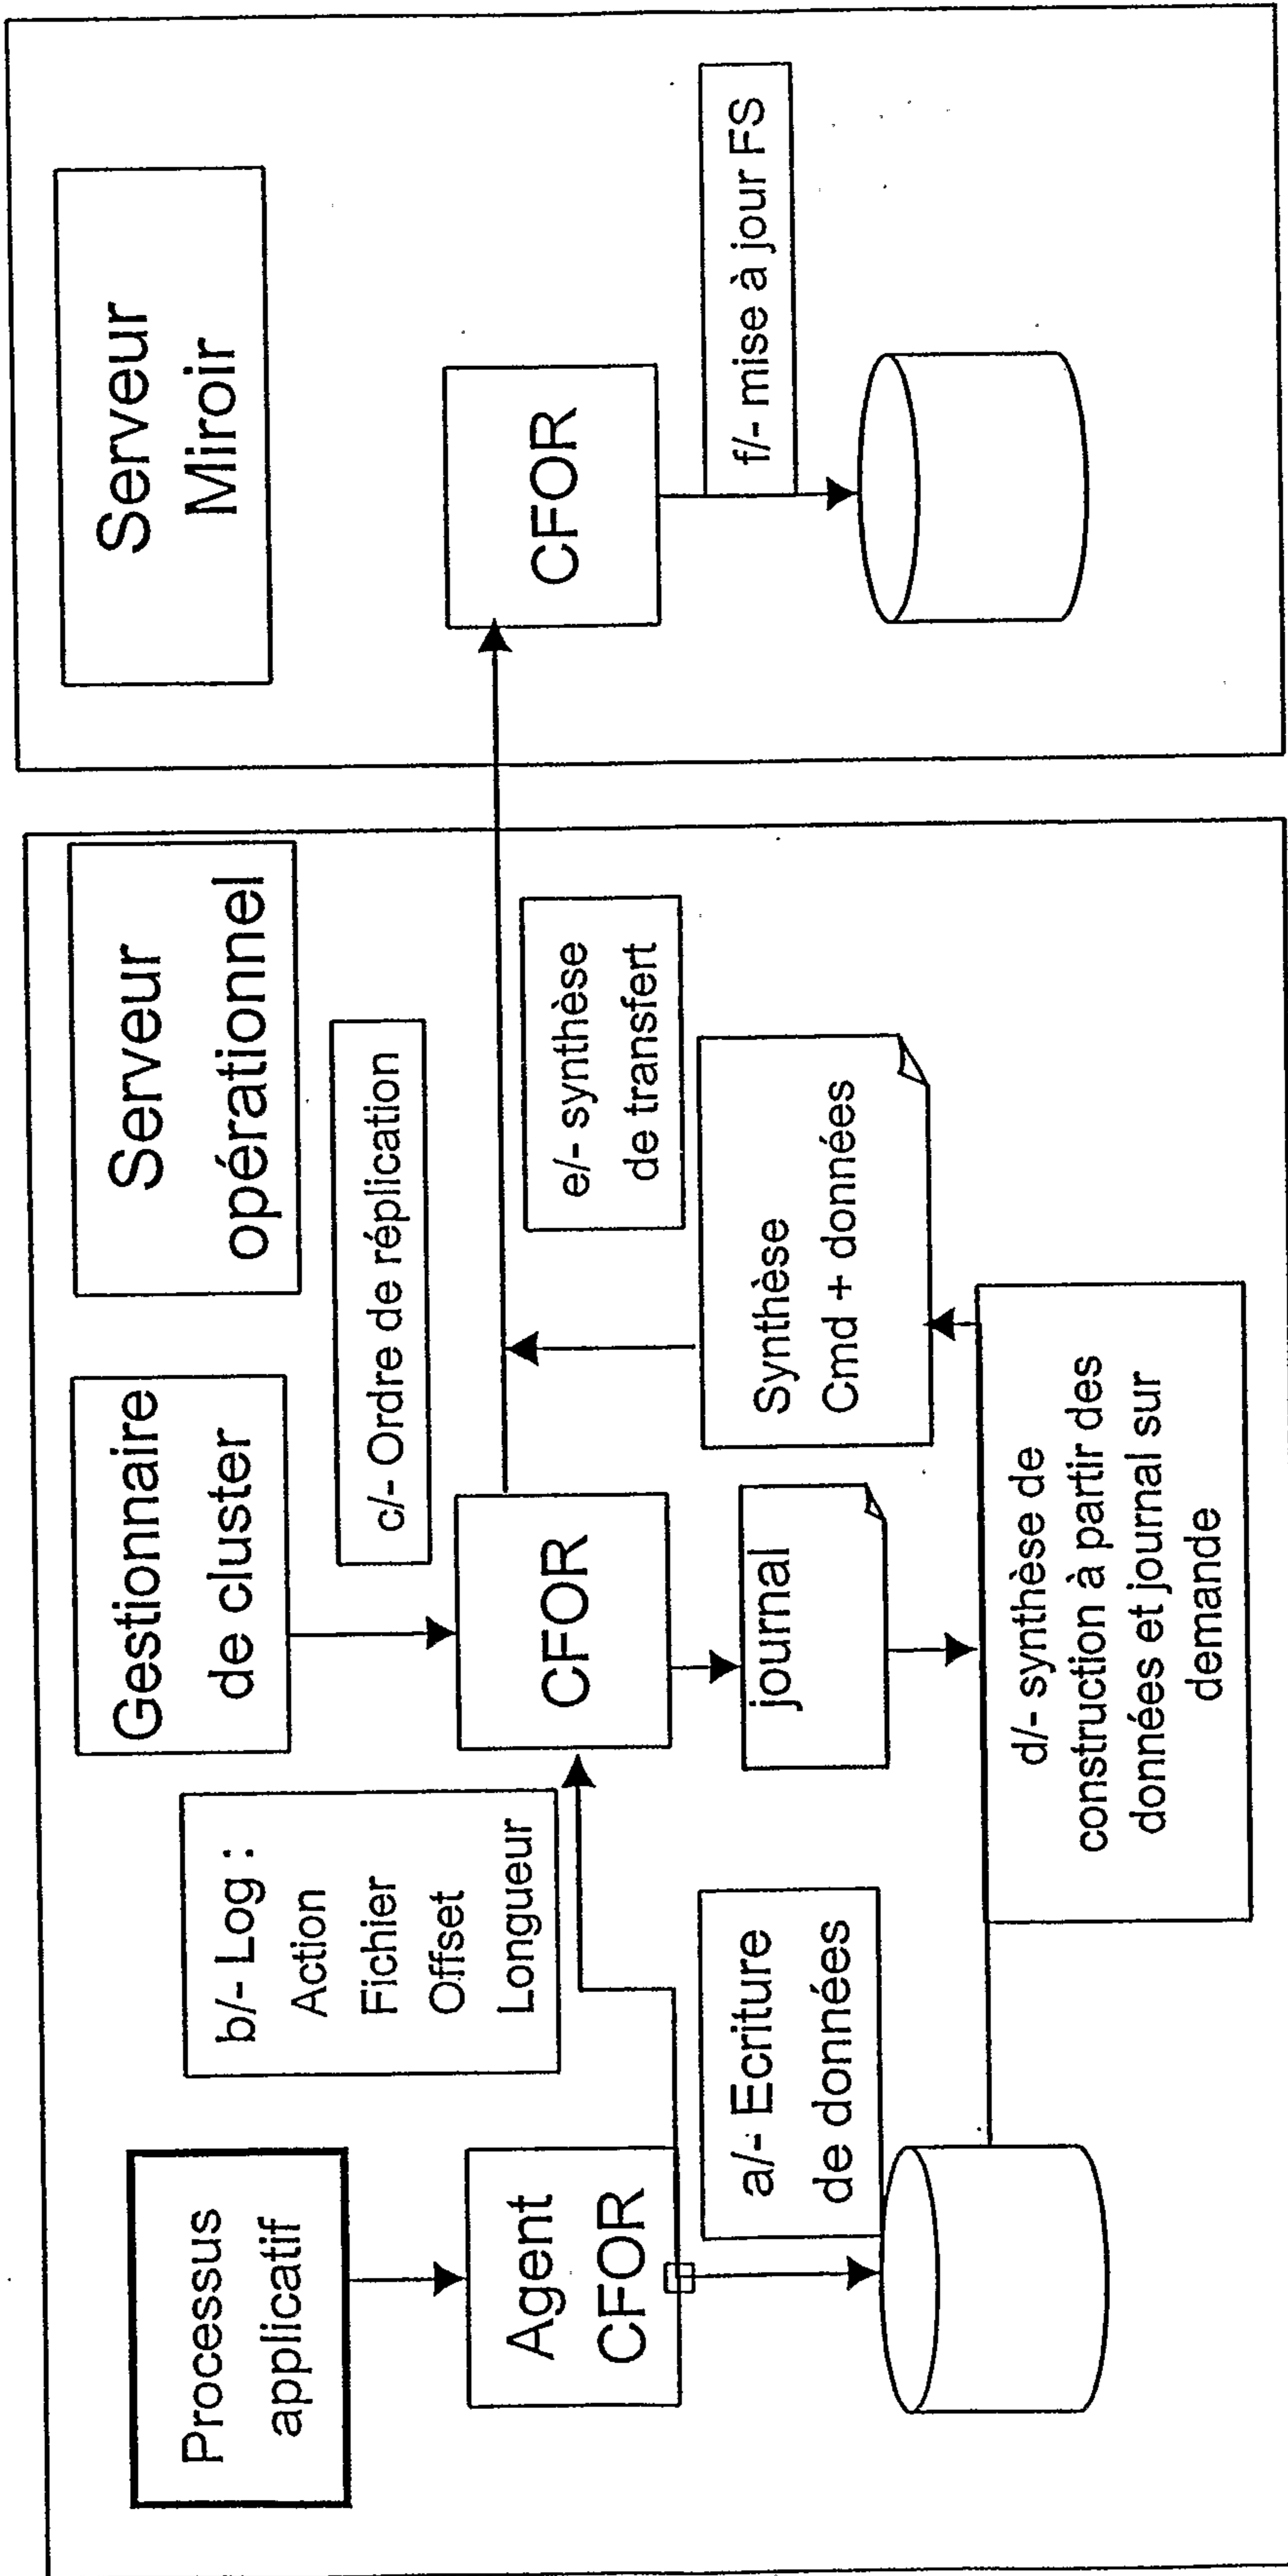 Processus
applicatif
Agent
CFOR
a/- Ecriture
de données
b/- Log :
Action
Fichier
Offset
Longueur
Gestionnaire
de cluster
c/- Ordre de réplication
CFOR
journal
d/- synthèse de
construction à partir des
données et journal sur
demande
Serveur
opérationnel
e/- synthèse
de transfert
Synthèse
Cmd + données
Serveur
Miroir
CFOR
f/- mise à jour FS